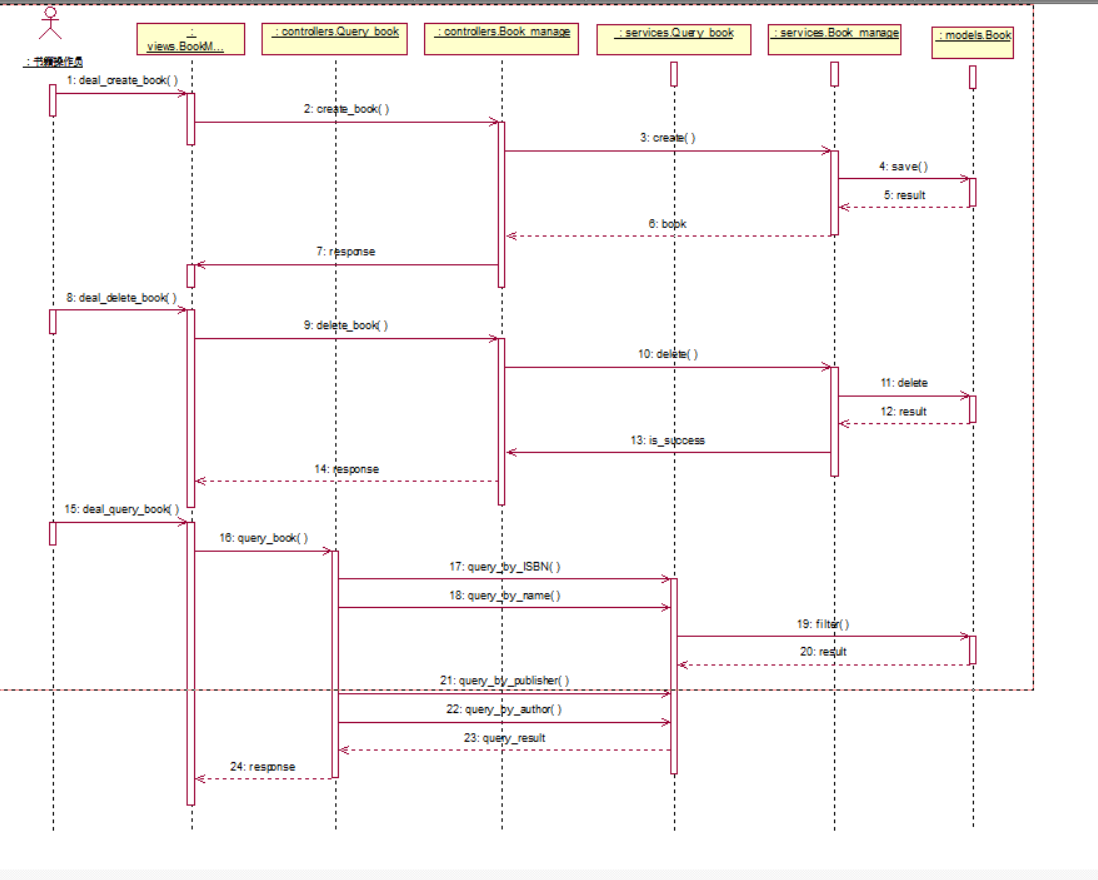 :
views.BookM...
: controllers.Query_book
: controllers.Book_manage
: services.Query_book
: services.Book_manage
: models.Book
: 书籍操作员
1: deal_create_book( )
2: create_book( )
3: create( )
4: save( )
5: result
6: book
7: response
8: deal_delete_book( )
9: delete_book( )
10: delete( )
11: delete
12: result
13: is_success
14: response
15: deal_query_book( )
16: query_book( )
17: query_by_ISBN( )
18: query_by_name( )
19: filter( )
20: result
21: query_by_publisher( )
22: query_by_author( )
23: query_result
24: response